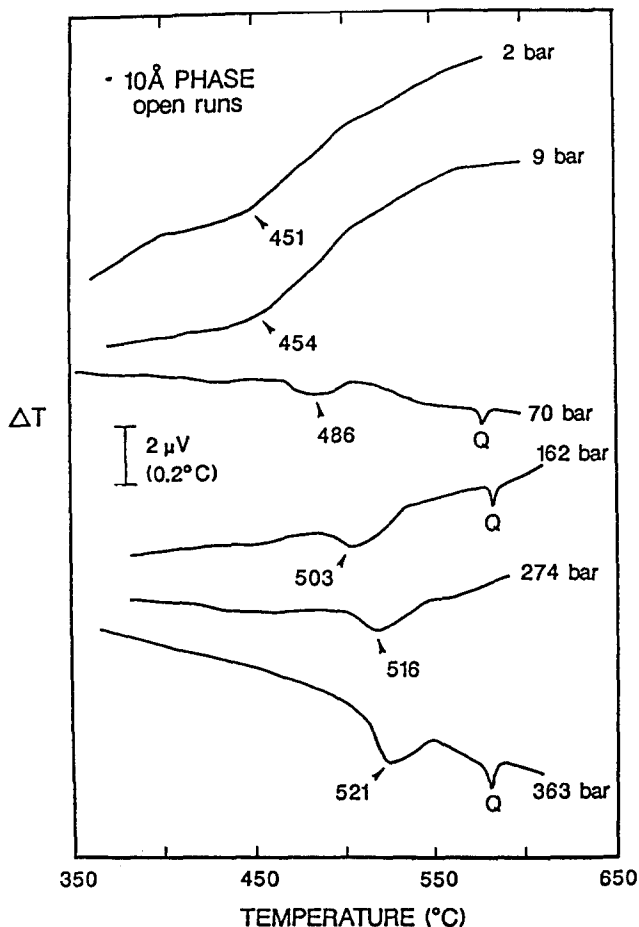 10Å PHASE
open runs
2 bar
9 bar
451
454
ΔT
2 µV
(0.2°C)
486
Q
70 bar
162 bar
503
Q
274 bar
516
521
Q
363 bar
350
450
550
650
TEMPERATURE (°C)